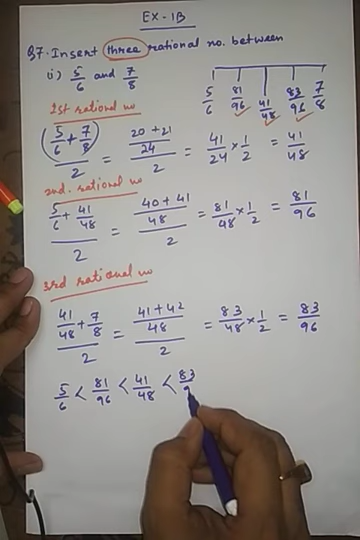 EX-1B
Q7. Insert three rational no. between
ii) 5/6 and 7/8
5/6 81/96 41/48 83/96 7/8
1st rational no
(5/6 + 7/8)/2 = ((20+21)/24)/2 = 41/24 × 1/2 = 41/48
2nd. rational no
(5/6 + 41/48)/2 = ((40+41)/48)/2 = 81/48 × 1/2 = 81/96
3rd rational no
(41/48 + 7/8)/2 = ((41+42)/48)/2 = 83/48 × 1/2 = 83/96
5/6 < 81/96 < 41/48 < 83/9